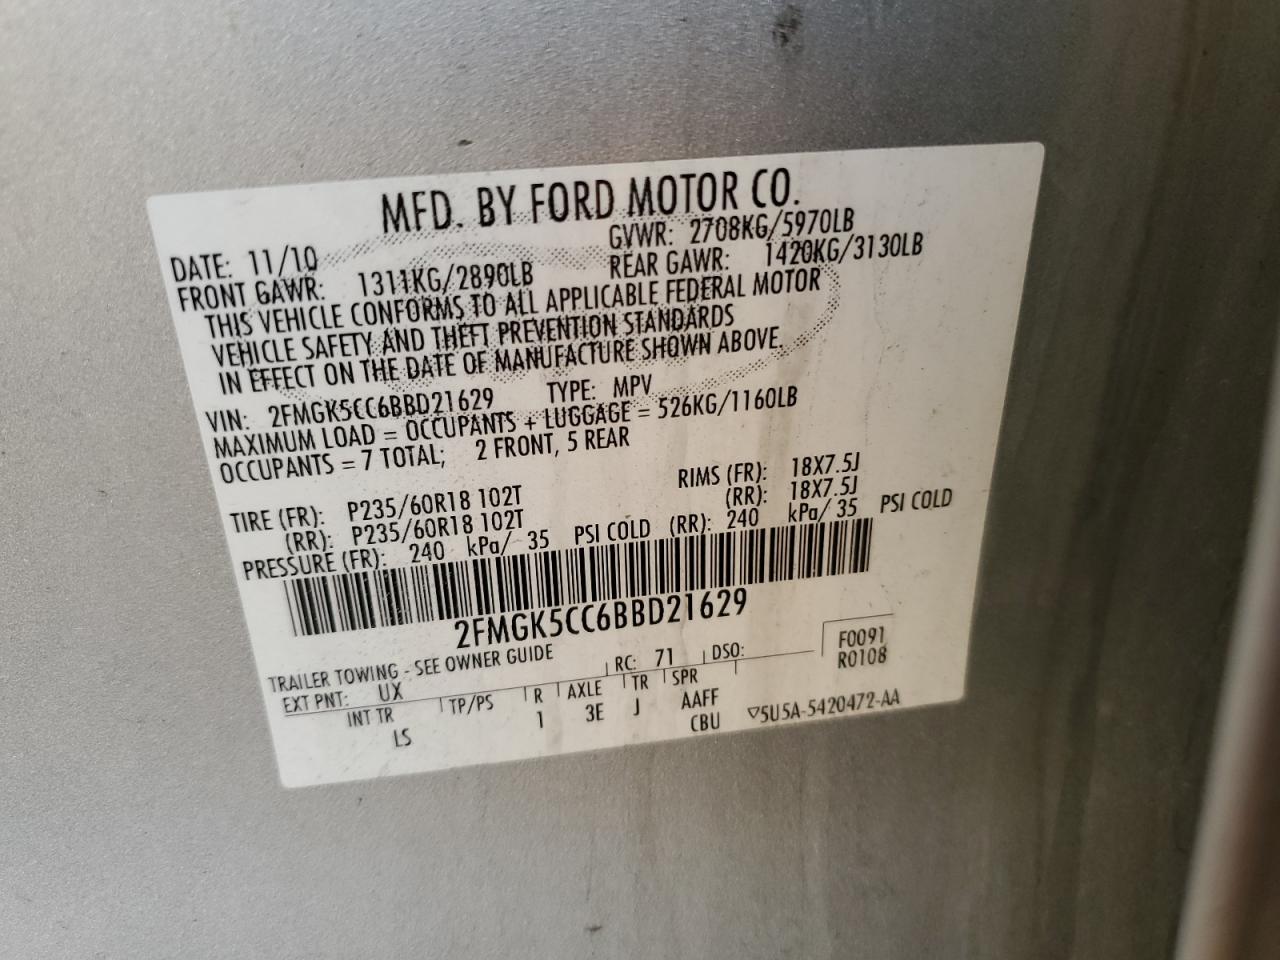 MFD. BY FORD MOTOR CO.
DATE: 11/10 GVWR: 2708KG/5970LB
FRONT GAWR: 1311KG/2890LB REAR GAWR: 1420KG/3130LB
THIS VEHICLE CONFORMS TO ALL APPLICABLE FEDERAL MOTOR
VEHICLE SAFETY AND THEFT PREVENTION STANDARDS
IN EFFECT ON THE DATE OF MANUFACTURE SHOWN ABOVE.
VIN: 2FMGK5CC6BBD21629 TYPE: MPV
MAXIMUM LOAD = OCCUPANTS + LUGGAGE = 526KG/1160LB
OCCUPANTS = 7 TOTAL; 2 FRONT, 5 REAR
TIRE (FR): P235/60R18 102T RIMS (FR): 18X7.5J
(RR): P235/60R18 102T (RR): 18X7.5J
PRESSURE (FR): 240 kPa/ 35 PSI COLD (RR): 240 kPa/ 35 PSI COLD
2FMGK5CC6BBD21629
TRAILER TOWING - SEE OWNER GUIDE
F0091
R0108
EXT PNT: UX RC: 71 DSO:
INT TR TP/PS R AXLE TR SPR
LS 1 3E J AAFF
CBU ▽5U5A-5420472-AA